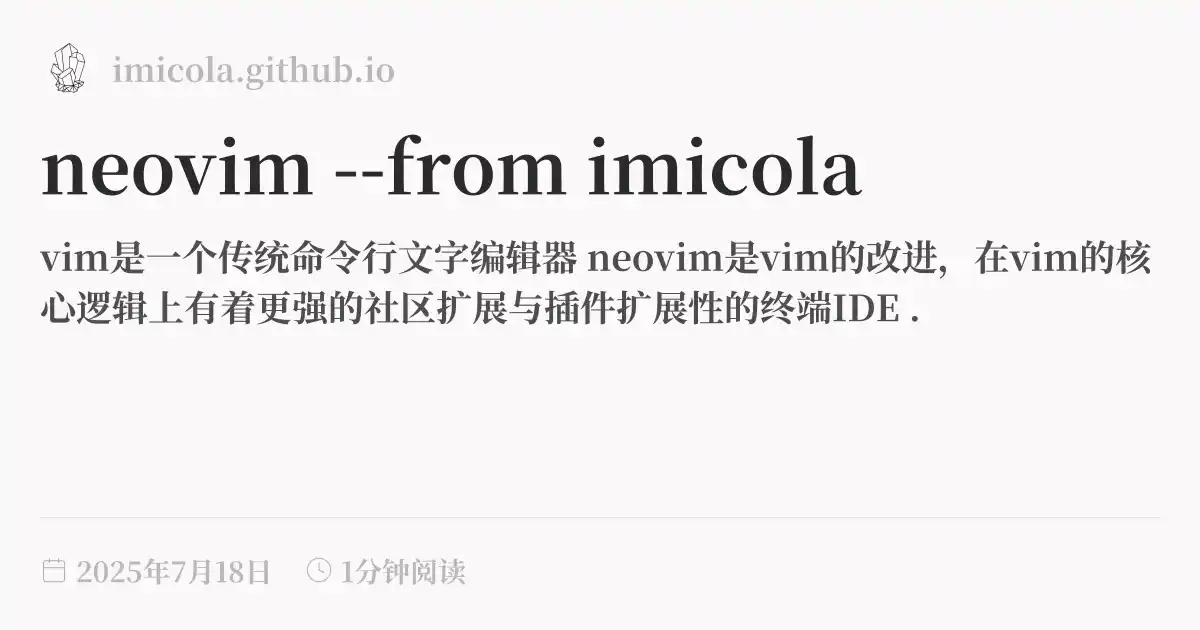 imicola.github.io
neovim --from imicola
vim是一个传统命令行文字编辑器 neovim是vim的改进，在vim的核
心逻辑上有着更强的社区扩展与插件扩展性的终端IDE .
2025年7月18日 1分钟阅读